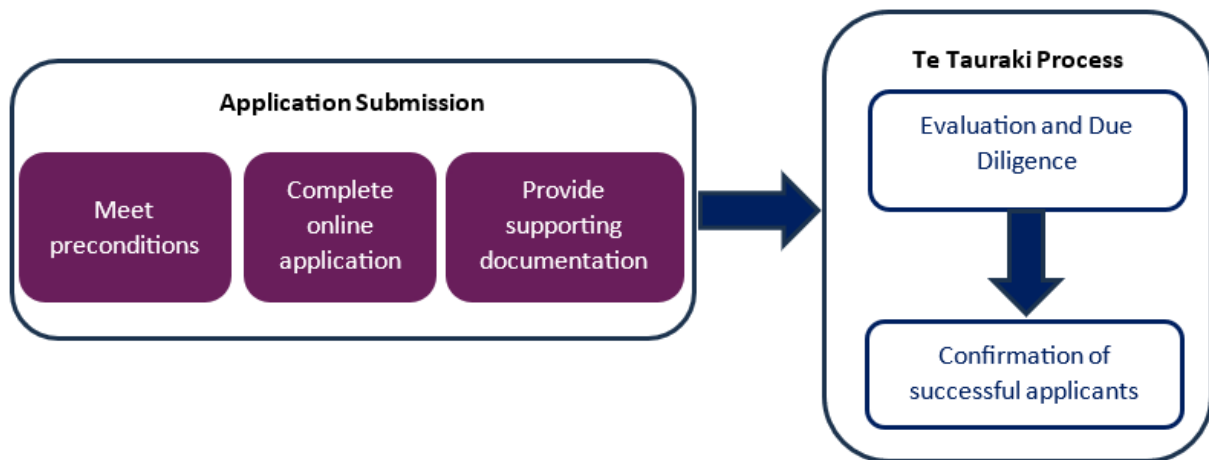 Application Submission
Meet
preconditions
Complete
online
application
Provide
supporting
documentation
Te Tauraki Process
Evaluation and Due
Diligence
Confirmation of
successful applicants